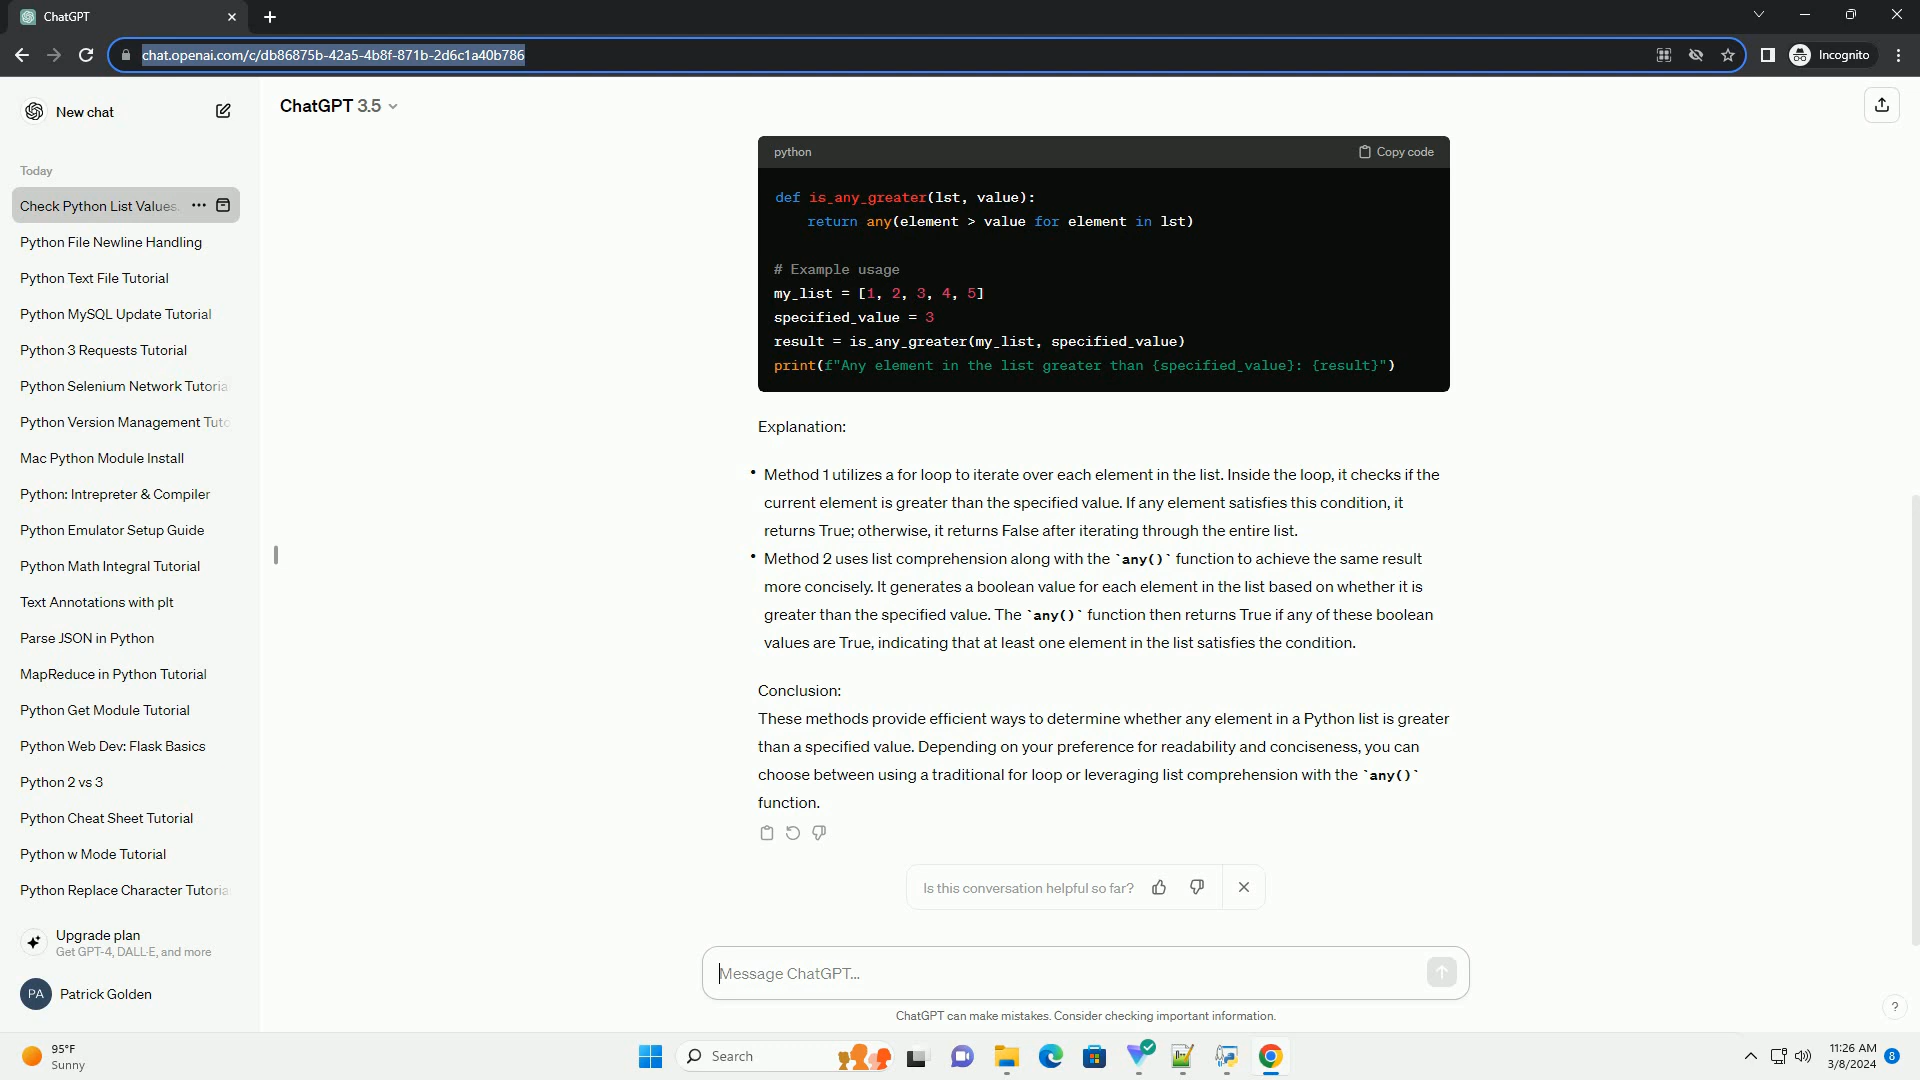 ChatGPT
chat.openai.com/c/db86875b-42a5-4b8f-871b-2d6c1a40b786
Incognito
New chat
ChatGPT 3.5
Today
Check Python List Values.
Python File Newline Handling
Python Text File Tutorial
Python MySQL Update Tutorial
Python 3 Requests Tutorial
Python Selenium Network Tutoria
Python Version Management Tuto
Mac Python Module Install
Python: Intrepreter & Compiler
Python Emulator Setup Guide
Python Math Integral Tutorial
Text Annotations with plt
Parse JSON in Python
MapReduce in Python Tutorial
Python Get Module Tutorial
Python Web Dev: Flask Basics
Python 2 vs 3
Python Cheat Sheet Tutorial
Python w Mode Tutorial
Python Replace Character Tutoria
Upgrade plan
Get GPT-4, DALL·E, and more
PA Patrick Golden
python
Copy code
def is_any_greater(lst, value):
    return any(element > value for element in lst)
# Example usage
my_list = [1, 2, 3, 4, 5]
specified_value = 3
result = is_any_greater(my_list, specified_value)
print(f"Any element in the list greater than {specified_value}: {result}")
Explanation:
• Method 1 utilizes a for loop to iterate over each element in the list. Inside the loop, it checks if the
current element is greater than the specified value. If any element satisfies this condition, it
returns True; otherwise, it returns False after iterating through the entire list.
• Method 2 uses list comprehension along with the `any()` function to achieve the same result
more concisely. It generates a boolean value for each element in the list based on whether it is
greater than the specified value. The `any()` function then returns True if any of these boolean
values are True, indicating that at least one element in the list satisfies the condition.
Conclusion:
These methods provide efficient ways to determine whether any element in a Python list is greater
than a specified value. Depending on your preference for readability and conciseness, you can
choose between using a traditional for loop or leveraging list comprehension with the `any()`
function.
Is this conversation helpful so far?
Message ChatGPT...
ChatGPT can make mistakes. Consider checking important information.
?
95°F
Sunny
Search
11:26 AM
3/8/2024
8